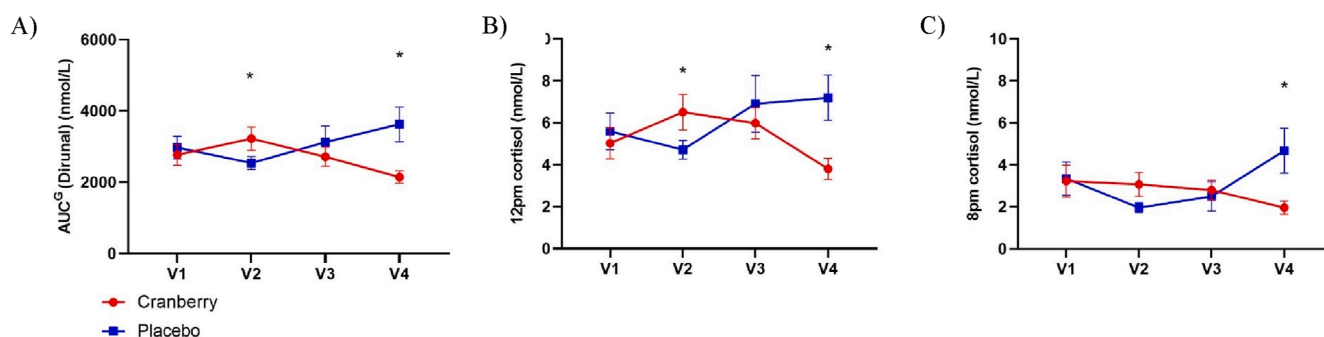 A)
AUCᴳ (Dirunal) (nmol/L)
6000
4000
2000
0
*
*
V1 V2 V3 V4
Cranberry
Placebo
B)
12pm cortisol (nmol/L)
8
6
4
2
0
*
*
V1 V2 V3 V4
C)
8pm cortisol (nmol/L)
10
8
6
4
2
0
*
V1 V2 V3 V4